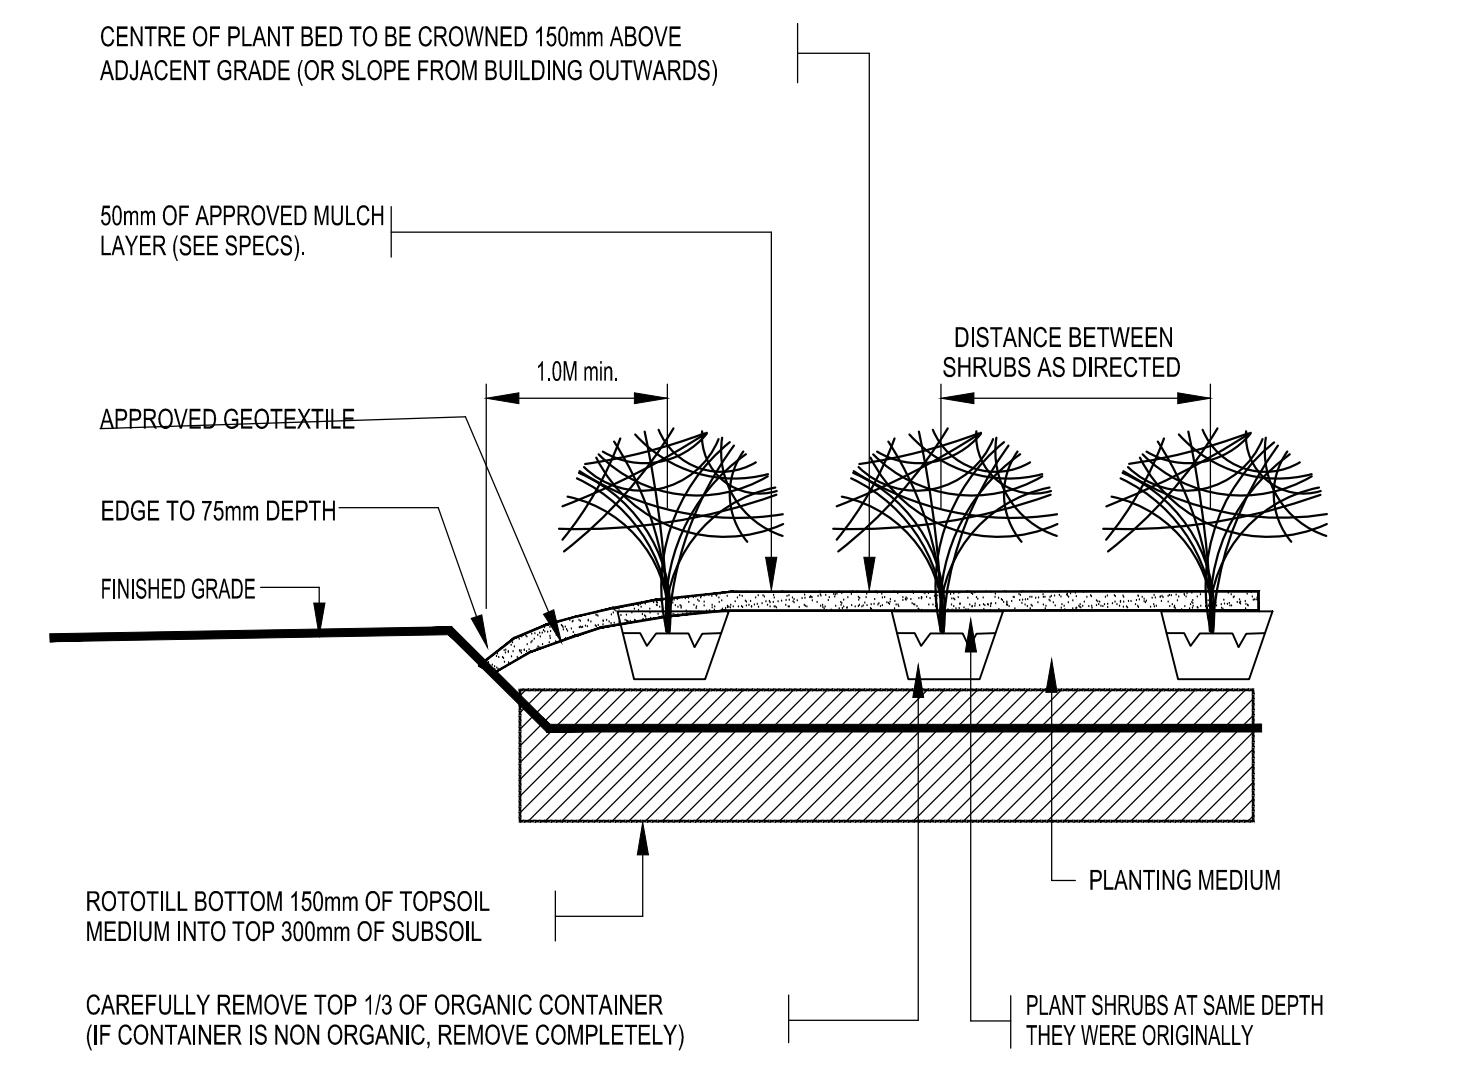 CENTRE OF PLANT BED TO BE CROWNED 150mm ABOVE
ADJACENT GRADE (OR SLOPE FROM BUILDING OUTWARDS)
50mm OF APPROVED MULCH
LAYER (SEE SPECS).
DISTANCE BETWEEN
SHRUBS AS DIRECTED
1.0M min.
APPROVED GEOTEXTILE
EDGE TO 75mm DEPTH
FINISHED GRADE
PLANTING MEDIUM
ROTOTILL BOTTOM 150mm OF TOPSOIL
MEDIUM INTO TOP 300mm OF SUBSOIL
CAREFULLY REMOVE TOP 1/3 OF ORGANIC CONTAINER
(IF CONTAINER IS NON ORGANIC, REMOVE COMPLETELY)
PLANT SHRUBS AT SAME DEPTH
THEY WERE ORIGINALLY